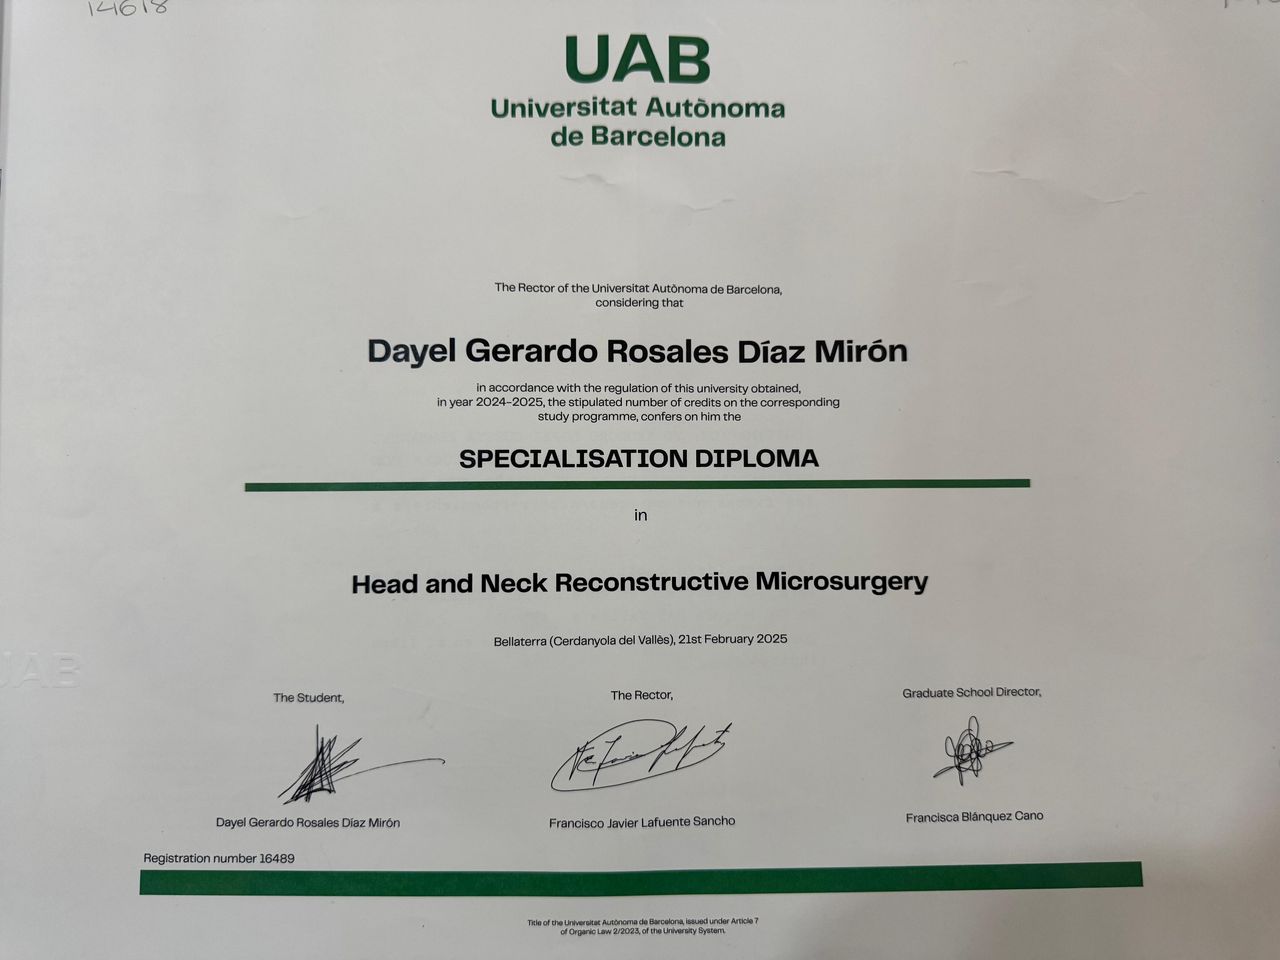 14618
UAB
Universitat Autònoma
de Barcelona
The Rector of the Universitat Autònoma de Barcelona,
considering that
Dayel Gerardo Rosales Díaz Mirón
in accordance with the regulation of this university obtained,
in year 2024-2025, the stipulated number of credits on the corresponding
study programme, confers on him the
SPECIALISATION DIPLOMA
in
Head and Neck Reconstructive Microsurgery
Bellaterra (Cerdanyola del Vallès), 21st February 2025
UAB
The Student,
The Rector,
Graduate School Director,
Dayel Gerardo Rosales Díaz Mirón
Francisco Javier Lafuente Sancho
Francisca Blánquez Cano
Registration number 16489
Title of the Universitat Autònoma de Barcelona, issued under Article 7
of Organic Law 2/2023, of the University System.